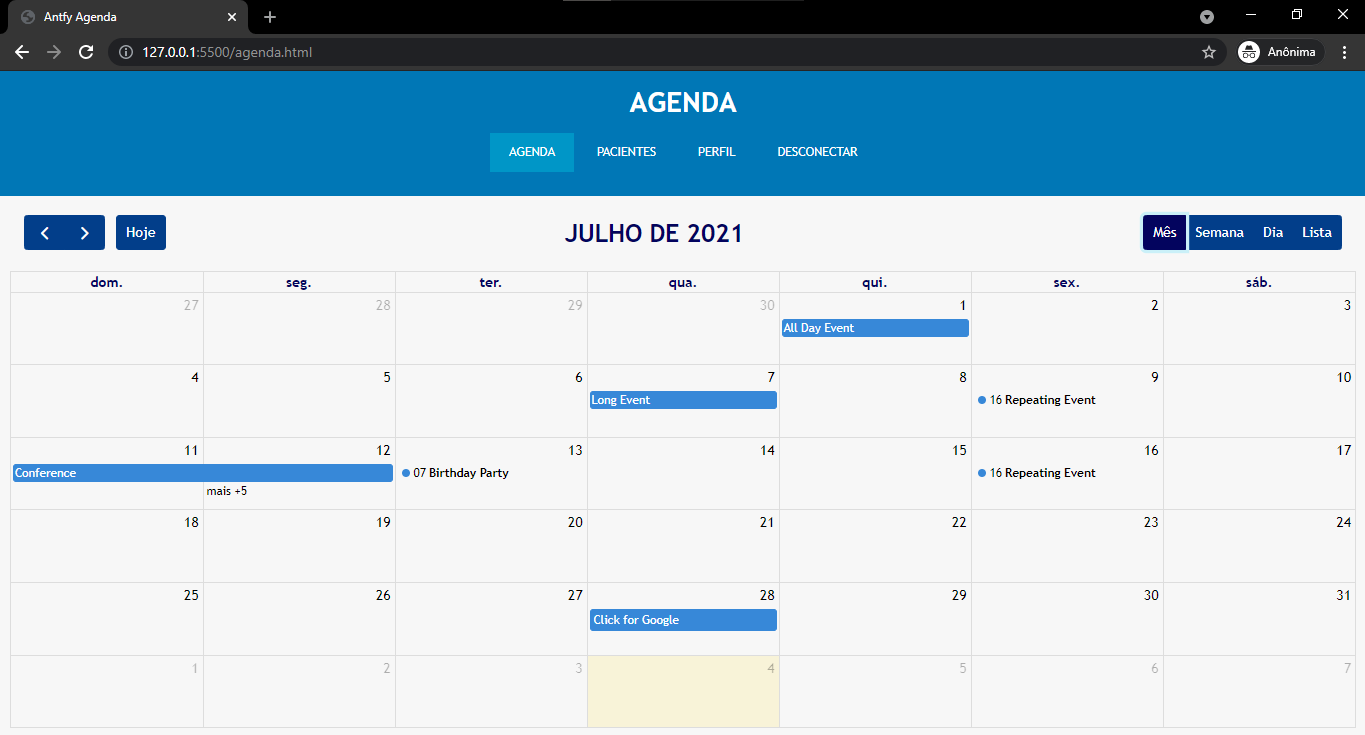 Antfy Agenda
127.0.0.1:5500/agenda.html
Anônima
AGENDA
AGENDA PACIENTES PERFIL DESCONECTAR
Hoje
JULHO DE 2021
Mês Semana Dia Lista
dom. seg. ter. qua. qui. sex. sáb.
27 28 29 30 1 2 3
All Day Event
4 5 6 7 8 9 10
Long Event
16 Repeating Event
11 12 13 14 15 16 17
Conference
07 Birthday Party
16 Repeating Event
mais +5
18 19 20 21 22 23 24
25 26 27 28 29 30 31
Click for Google
1 2 3 4 5 6 7